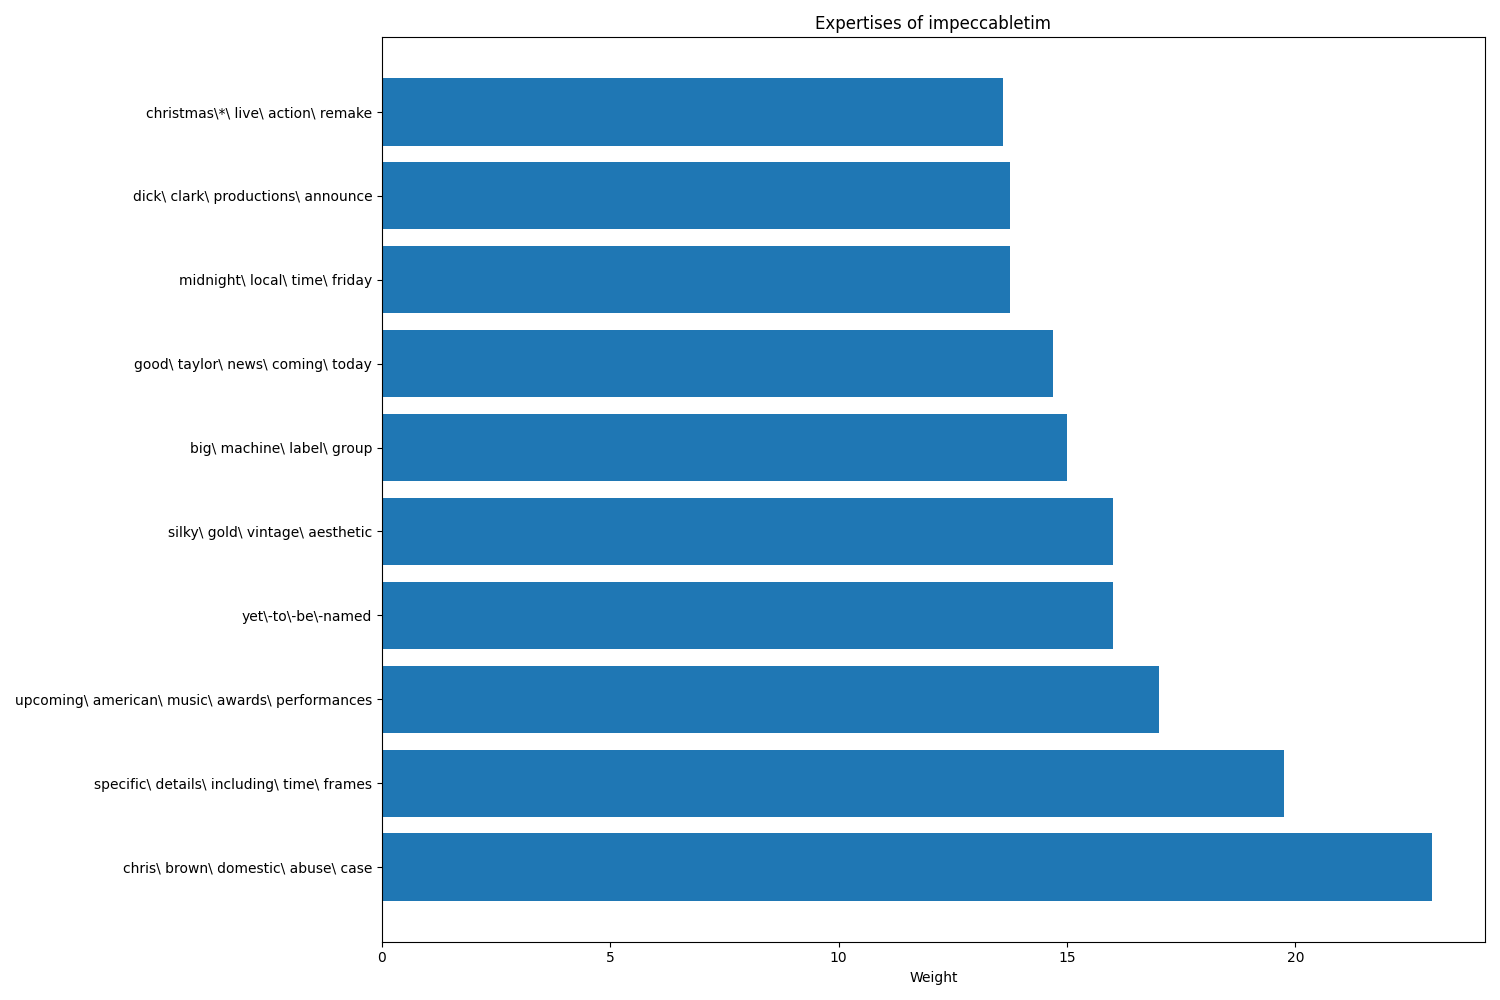 Expertises of impeccabletim
christmas\*\ live\ action\ remake
dick\ clark\ productions\ announce
midnight\ local\ time\ friday
good\ taylor\ news\ coming\ today
big\ machine\ label\ group
silky\ gold\ vintage\ aesthetic
yet\-to\-be\-named
upcoming\ american\ music\ awards\ performances
specific\ details\ including\ time\ frames
chris\ brown\ domestic\ abuse\ case
0 5 10 15 20
Weight